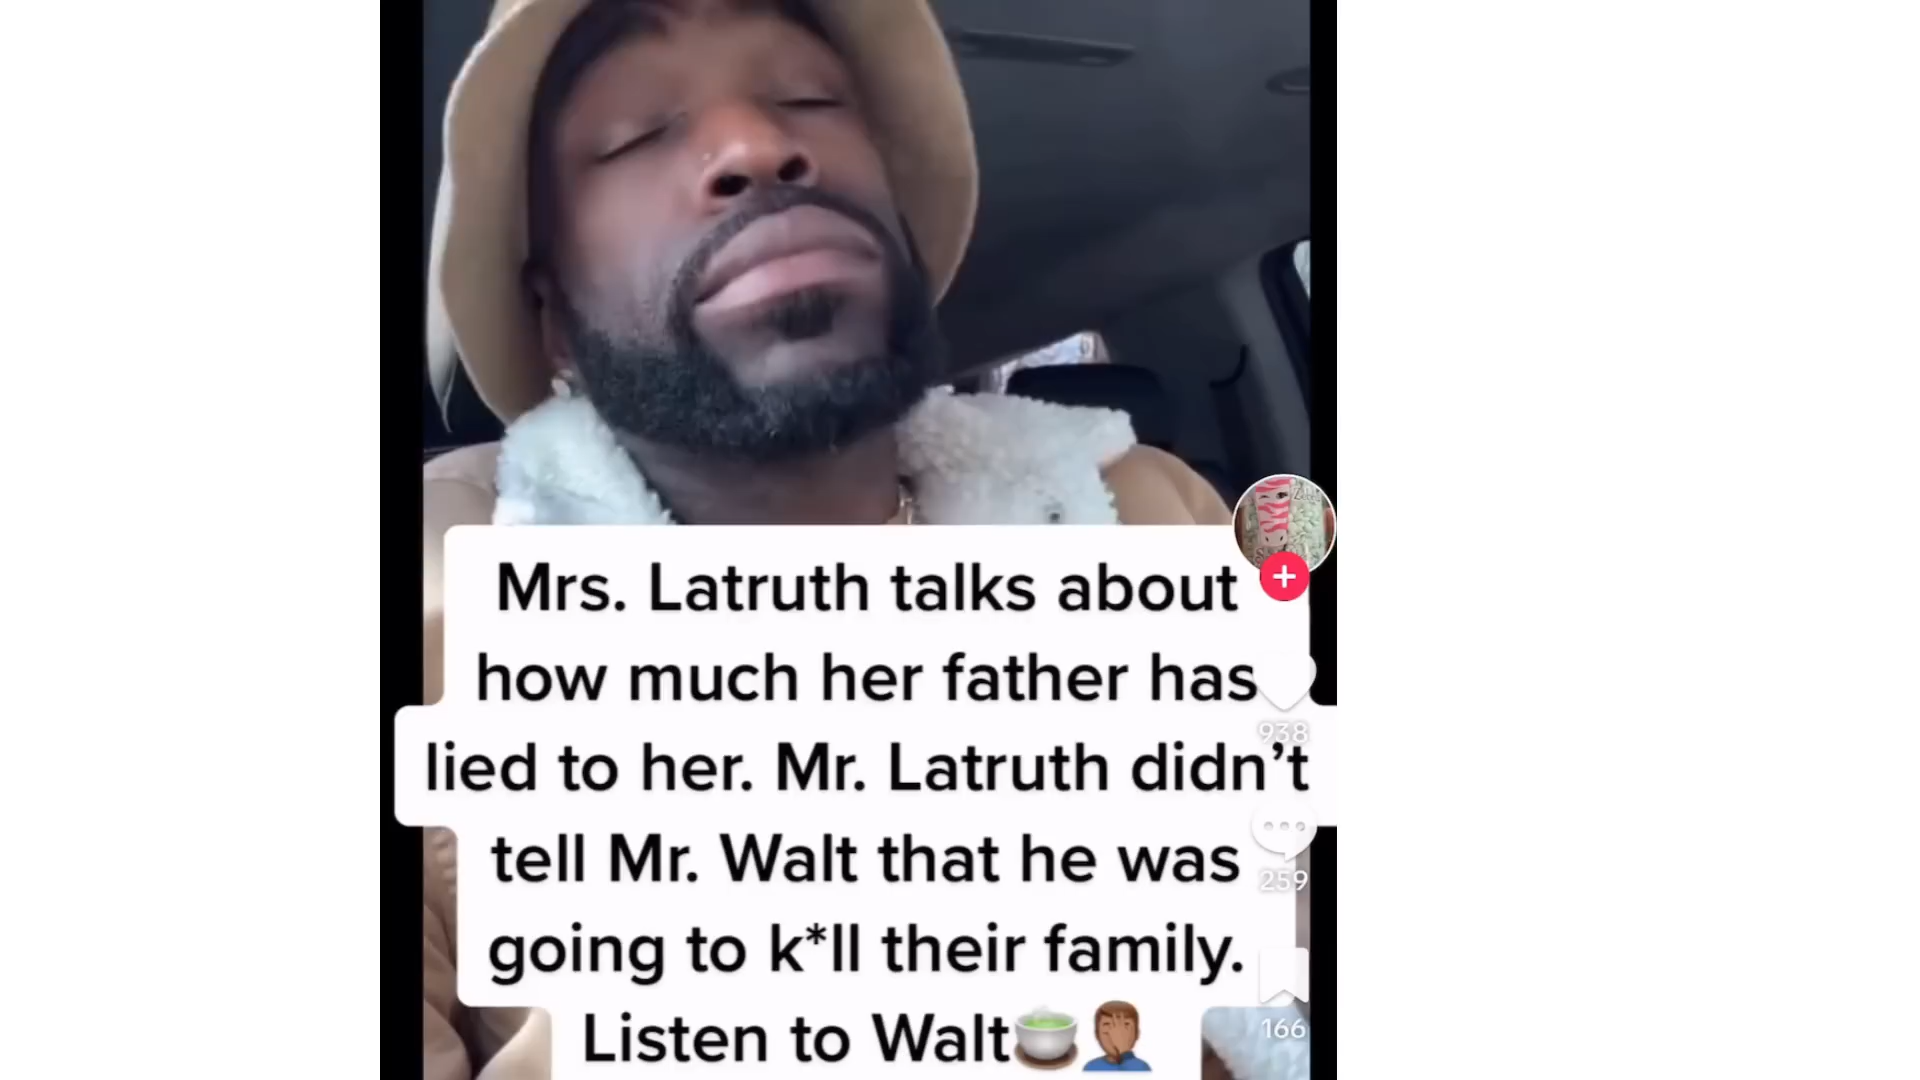 Mrs. Latruth talks about
how much her father has
lied to her. Mr. Latruth didn’t
tell Mr. Walt that he was
going to k*ll their family.
Listen to Walt🍵🤦🏾‍♂️
938
259
166